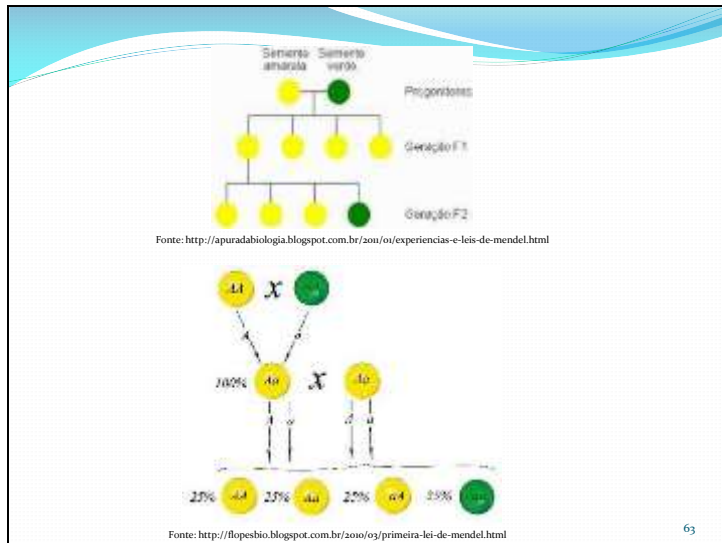 Semente Semente
amarela verde
Progenitores
Geração F1
Geração F2
Fonte: http://apuradabiologia.blogspot.com.br/2011/01/experiencias-e-leis-de-mendel.html
AA x
A a
100% Aa x Aa
A a A a
25% AA 25% Aa 25% aA 25% aa
Fonte: http://flopesbio.blogspot.com.br/2010/03/primeira-lei-de-mendel.html
63